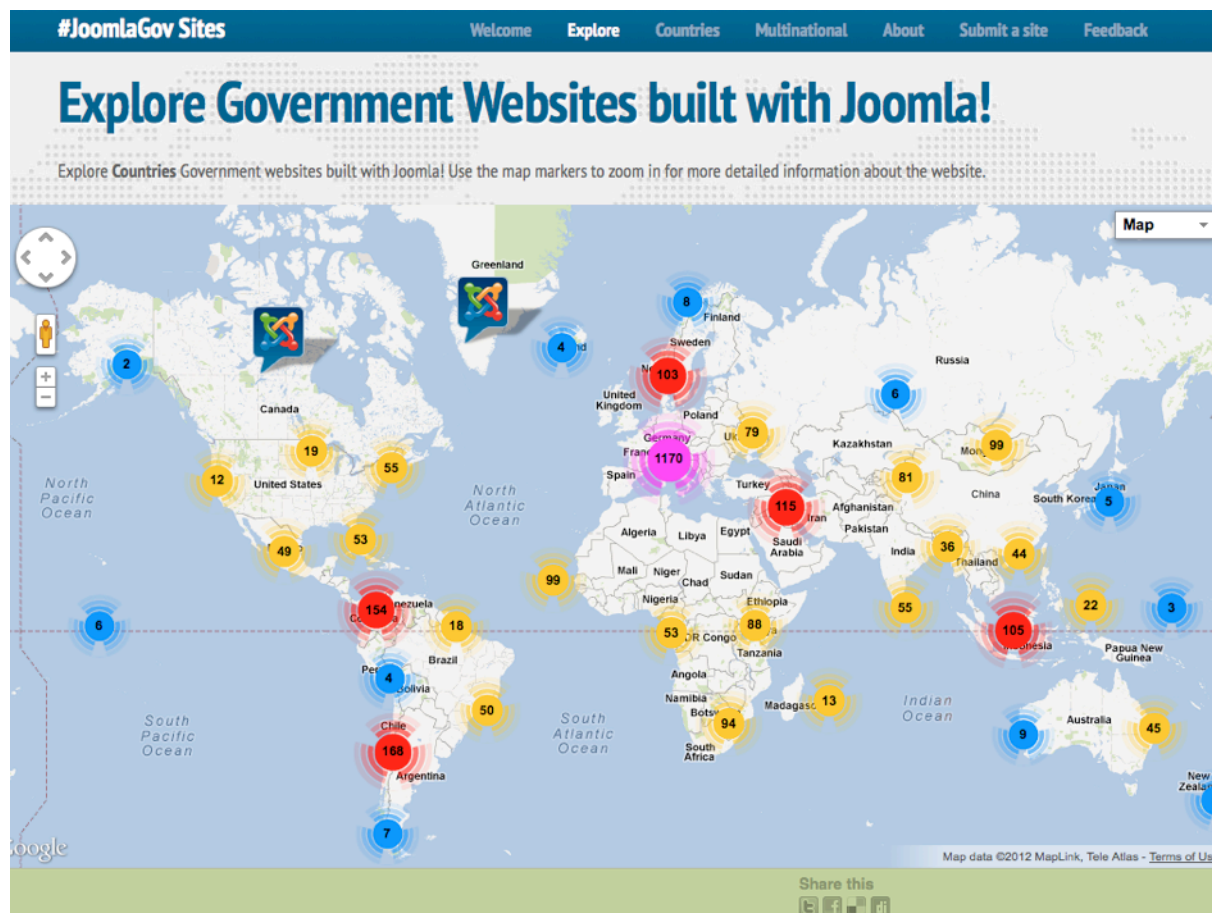 #JoomlaGov Sites
Welcome Explore Countries Multinational About Submit a site Feedback
Explore Government Websites built with Joomla!
Explore Countries Government websites built with Joomla! Use the map markers to zoom in for more detailed information about the website.
Map
Greenland
8
Finland
4
Sweden
2
103
Russia
United
Kingdom
6
Canada
Poland
Germany
79
Kazakhstan
99
19
1170
55
Spain
81
12
United States
Turkey
China
Japan
North
Pacific
Ocean
North
Atlantic
Ocean
South Korea
5
115
Iran
Afghanistan
Pakistan
Algeria
Libya
Egypt
Saudi
Arabia
49
53
India
36
Thailand
44
99
Mali
Niger
Chad
Sudan
Nigeria
Ethiopia
154
55
22
3
6
18
53
DR Congo
88
105
Tanzania
Papua New
Guinea
Brazil
4
Bolivia
Angola
Namibia
Madagasc
13
Indian
Ocean
50
94
South
Africa
South
Pacific
Ocean
South
Atlantic
Ocean
Chile
168
Argentina
9
Australia
45
New
7
Map data ©2012 MapLink, Tele Atlas - Terms of Us
Share this